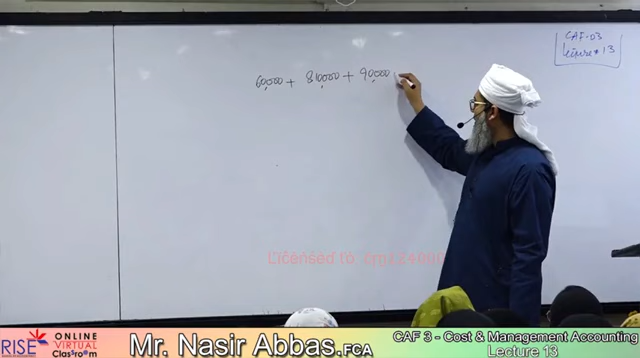 CAF-03
Lecture # 13
60,000 + 810,000 + 90,000
Licensed to
RISE
ONLINE
VIRTUAL
Classroom
Mr. Nasir Abbas.FCA
CAF 3 - Cost & Management Accounting
Lecture 13